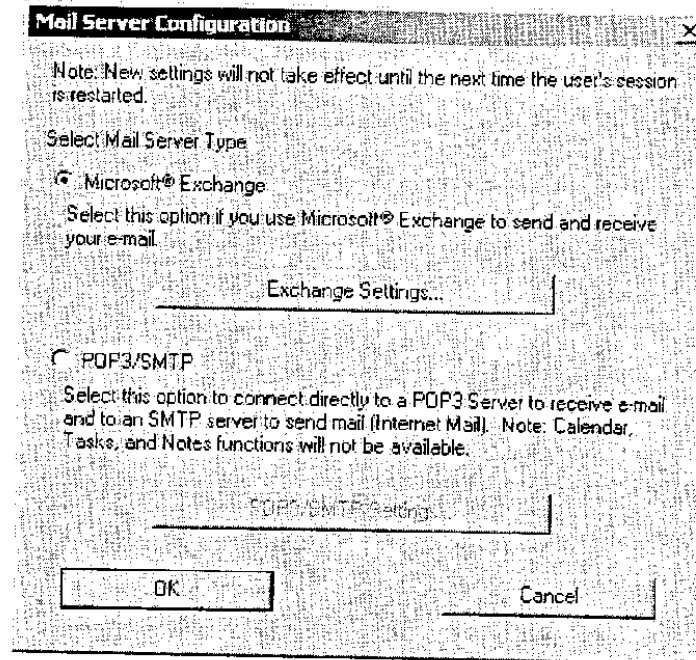 Mail Server Configuration
Note: New settings will not take effect until the next time the user's session
is restarted.
Select Mail Server Type
Microsoft® Exchange
Select this option if you use Microsoft® Exchange to send and receive
your e-mail.
Exchange Settings...
POP3/SMTP
Select this option to connect directly to a POP3 Server to receive e-mail
and to an SMTP server to send mail (Internet Mail). Note: Calendar,
Tasks, and Notes functions will not be available.
POP3/SMTP Settings
OK
Cancel